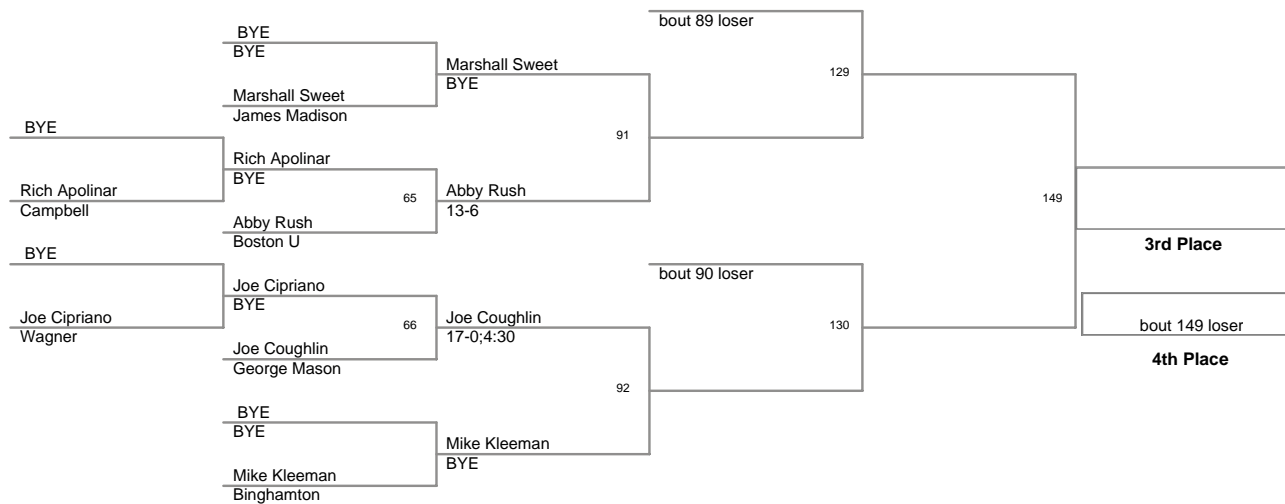 BYE
Rich Apolinar
Campbell
BYE
Joe Cipriano
Wagner
BYE
BYE
Marshall Sweet
James Madison
Rich Apolinar
BYE
65
Abby Rush
Boston U
Joe Cipriano
BYE
66
Joe Coughlin
George Mason
BYE
BYE
Mike Kleeman
Binghamton
Marshall Sweet
BYE
91
Abby Rush
13-6
Joe Coughlin
17-0;4:30
92
Mike Kleeman
BYE
bout 89 loser
129
bout 90 loser
130
149
3rd Place
bout 149 loser
4th Place